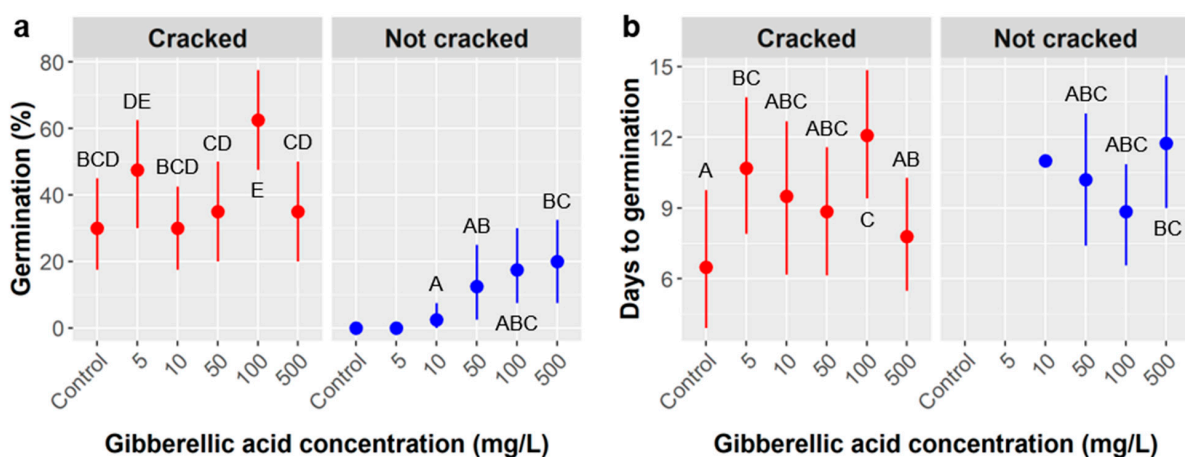 a
Cracked
Not cracked
Germination (%)
80
60
40
20
0
BCD
DE
BCD
CD
E
CD
A
AB
ABC
BC
Control
5
10
50
100
500
Control
5
10
50
100
500
Gibberellic acid concentration (mg/L)
b
Cracked
Not cracked
Days to germination
15
12
9
6
A
BC
ABC
ABC
C
AB
ABC
ABC
BC
Control
5
10
50
100
500
Control
5
10
50
100
500
Gibberellic acid concentration (mg/L)